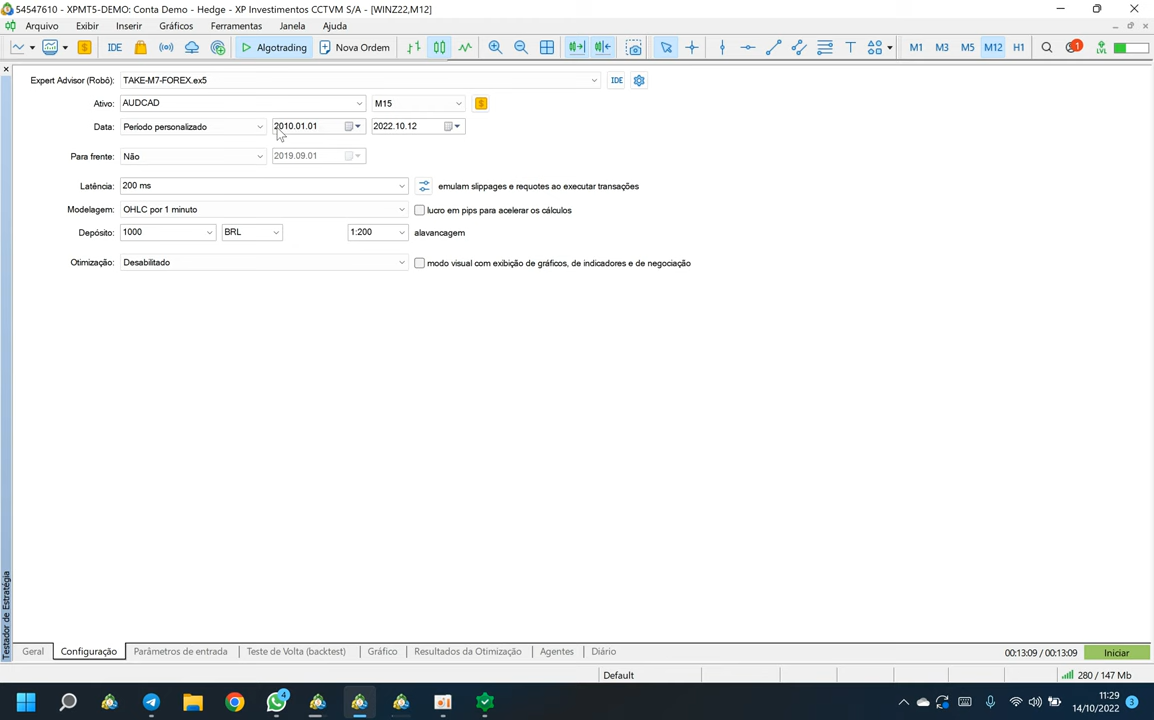 54547610 - XPMT5-DEMO: Conta Demo - Hedge - XP Investimentos CCTVM S/A - [WINZ22,M12]
Arquivo Exibir Inserir Gráficos Ferramentas Janela Ajuda
IDE Algotrading Nova Ordem M1 M3 M5 M12 H1 1 LVL
Expert Advisor (Robô): TAKE-M7-FOREX.ex5 IDE
Ativo: AUDCAD M15
Data: Período personalizado 2010.01.01 2022.10.12
Para frente: Não 2019.09.01
Latência: 200 ms emulam slippages e requotes ao executar transações
Modelagem: OHLC por 1 minuto lucro em pips para acelerar os cálculos
Depósito: 1000 BRL 1:200 alavancagem
Otimização: Desabilitado modo visual com exibição de gráficos, de indicadores e de negociação
Testador de Estratégia
Geral Configuração Parâmetros de entrada Teste de Volta (backtest) Gráfico Resultados da Otimização Agentes Diário 00:13:09 / 00:13:09 Iniciar
Default 280 / 147 Mb
4 11:29
14/10/2022 3